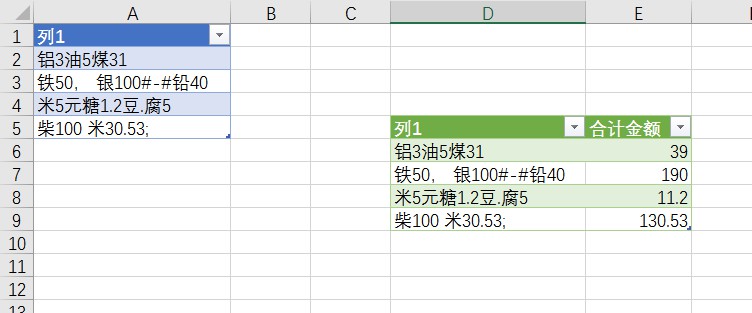 A B C D E
1 列1
2 铝3油5煤31
3 铁50， 银100#-#铅40
4 米5元糖1.2豆.腐5
5 柴100 米30.53; 列1 合计金额
6 铝3油5煤31 39
7 铁50， 银100#-#铅40 190
8 米5元糖1.2豆.腐5 11.2
9 柴100 米30.53; 130.53
10
11
12